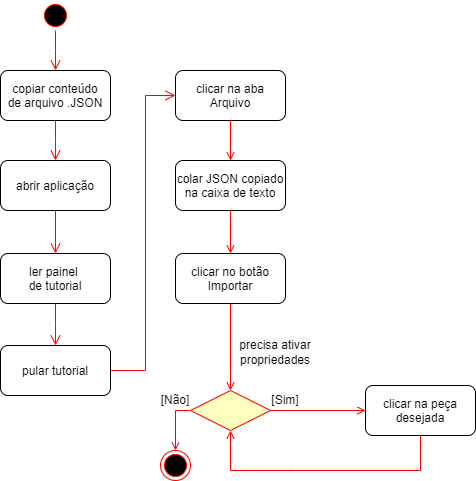 copiar conteúdo
de arquivo .JSON
abrir aplicação
ler painel
de tutorial
pular tutorial
clicar na aba
Arquivo
colar JSON copiado
na caixa de texto
clicar no botão
Importar
precisa ativar
propriedades
[Não]
[Sim]
clicar na peça
desejada